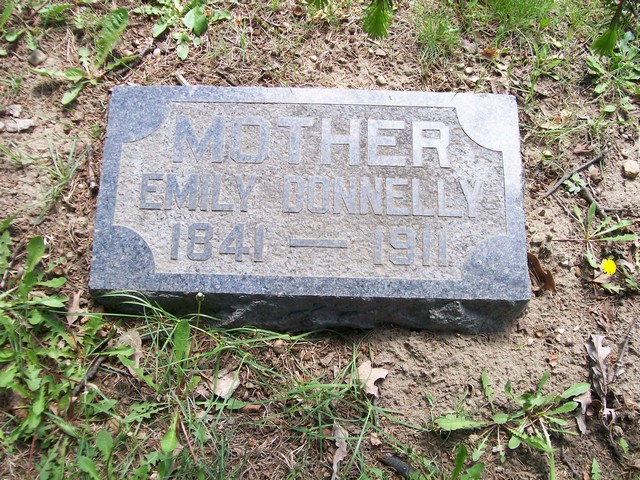 MOTHER
EMILY DONNELLY
1841 — 1911